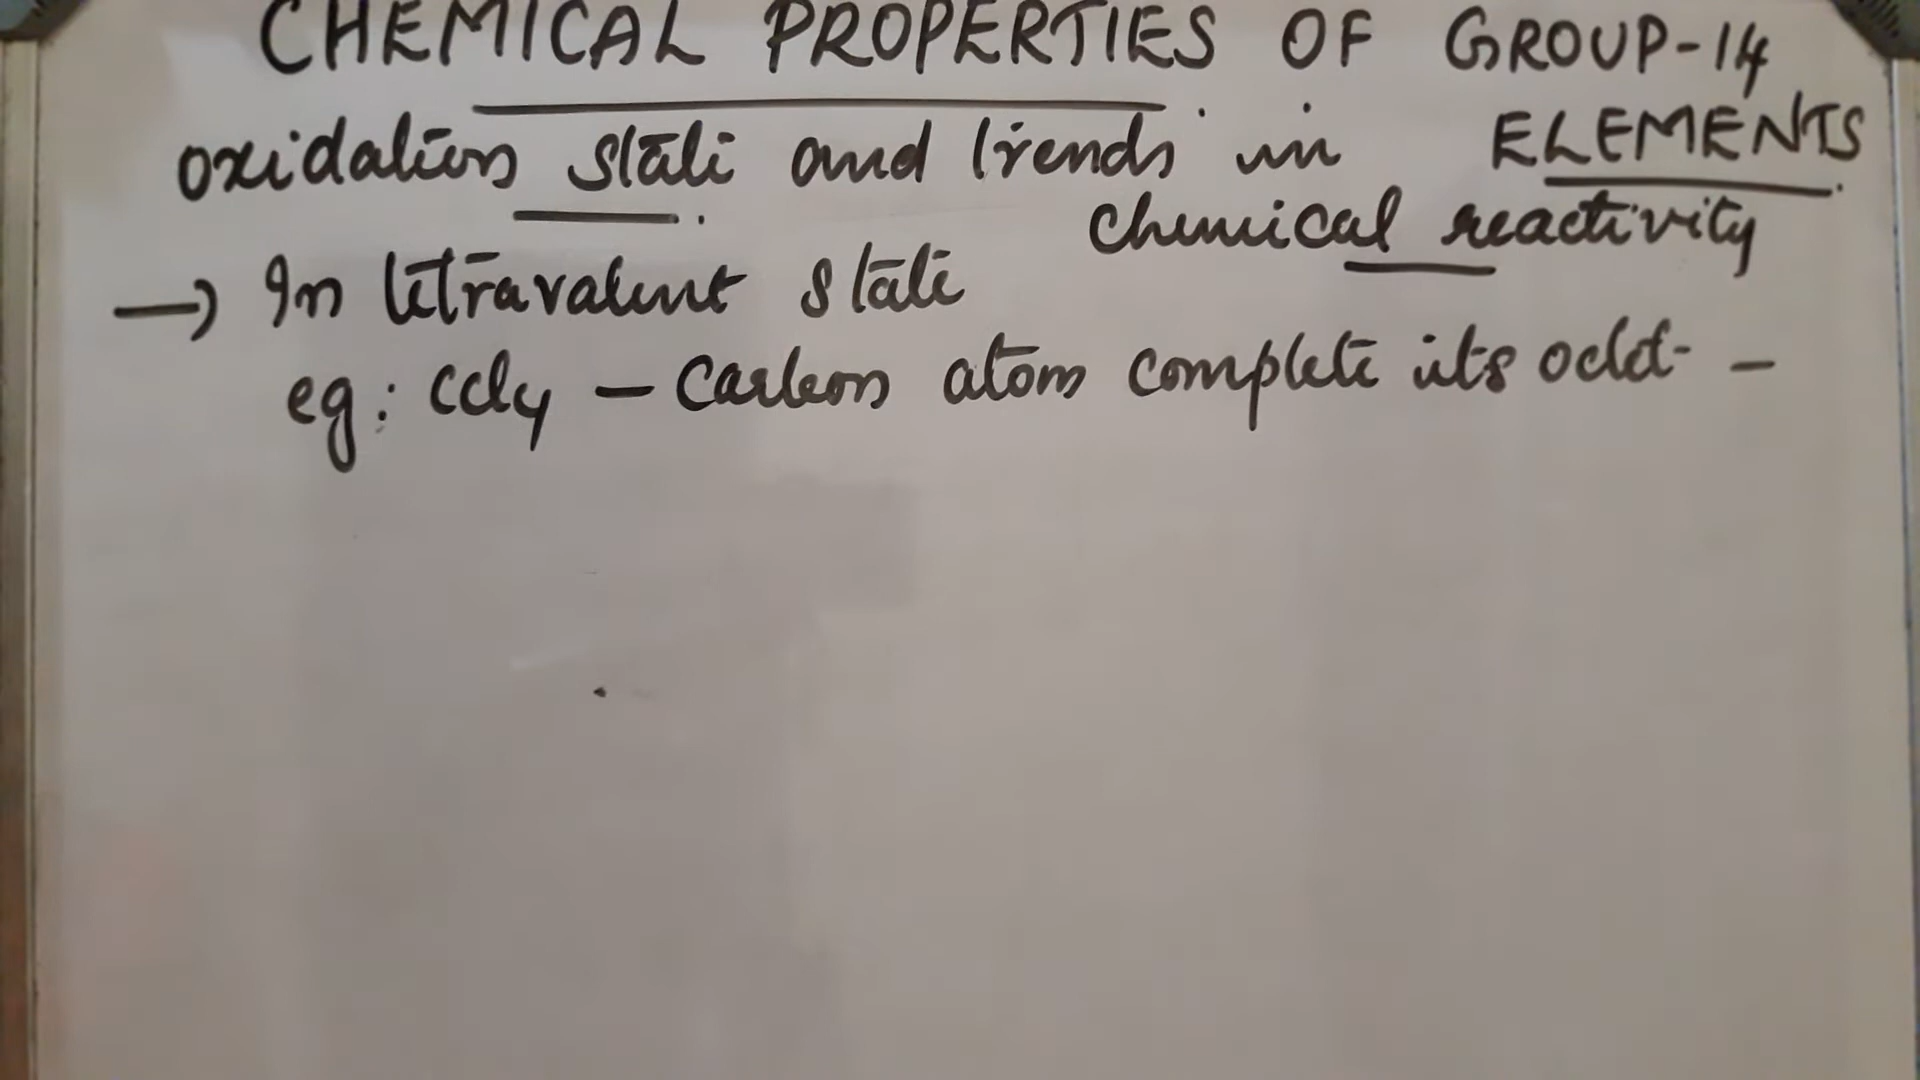 CHEMICAL PROPERTIES OF GROUP-14
ELEMENTS
oxidation state and trends in
chemical reactivity
→ In tetravalent state
eg: CCl4 – Carbon atom complete its octet –